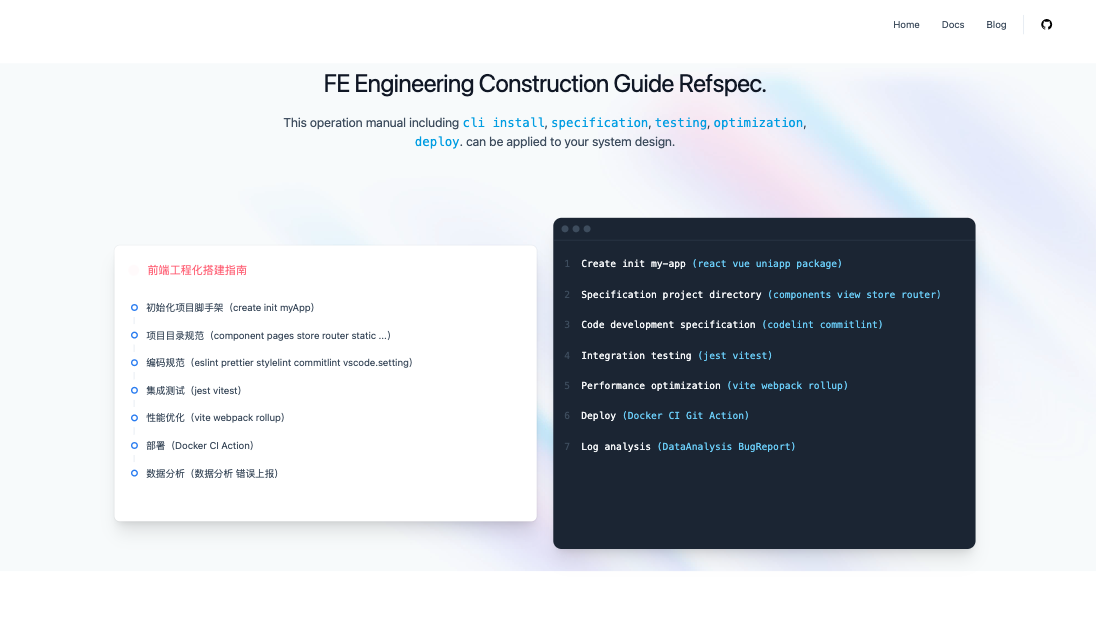 Home Docs Blog
FE Engineering Construction Guide Refspec.
This operation manual including cli install, specification, testing, optimization,
deploy. can be applied to your system design.
前端工程化搭建指南
初始化项目脚手架（create init myApp）
项目目录规范（component pages store router static ...）
编码规范（eslint prettier stylelint commitlint vscode.setting）
集成测试（jest vitest）
性能优化（vite webpack rollup）
部署（Docker CI Action）
数据分析（数据分析 错误上报）
1 Create init my-app (react vue uniapp package)
2 Specification project directory (components view store router)
3 Code development specification (codelint commitlint)
4 Integration testing (jest vitest)
5 Performance optimization (vite webpack rollup)
6 Deploy (Docker CI Git Action)
7 Log analysis (DataAnalysis BugReport)